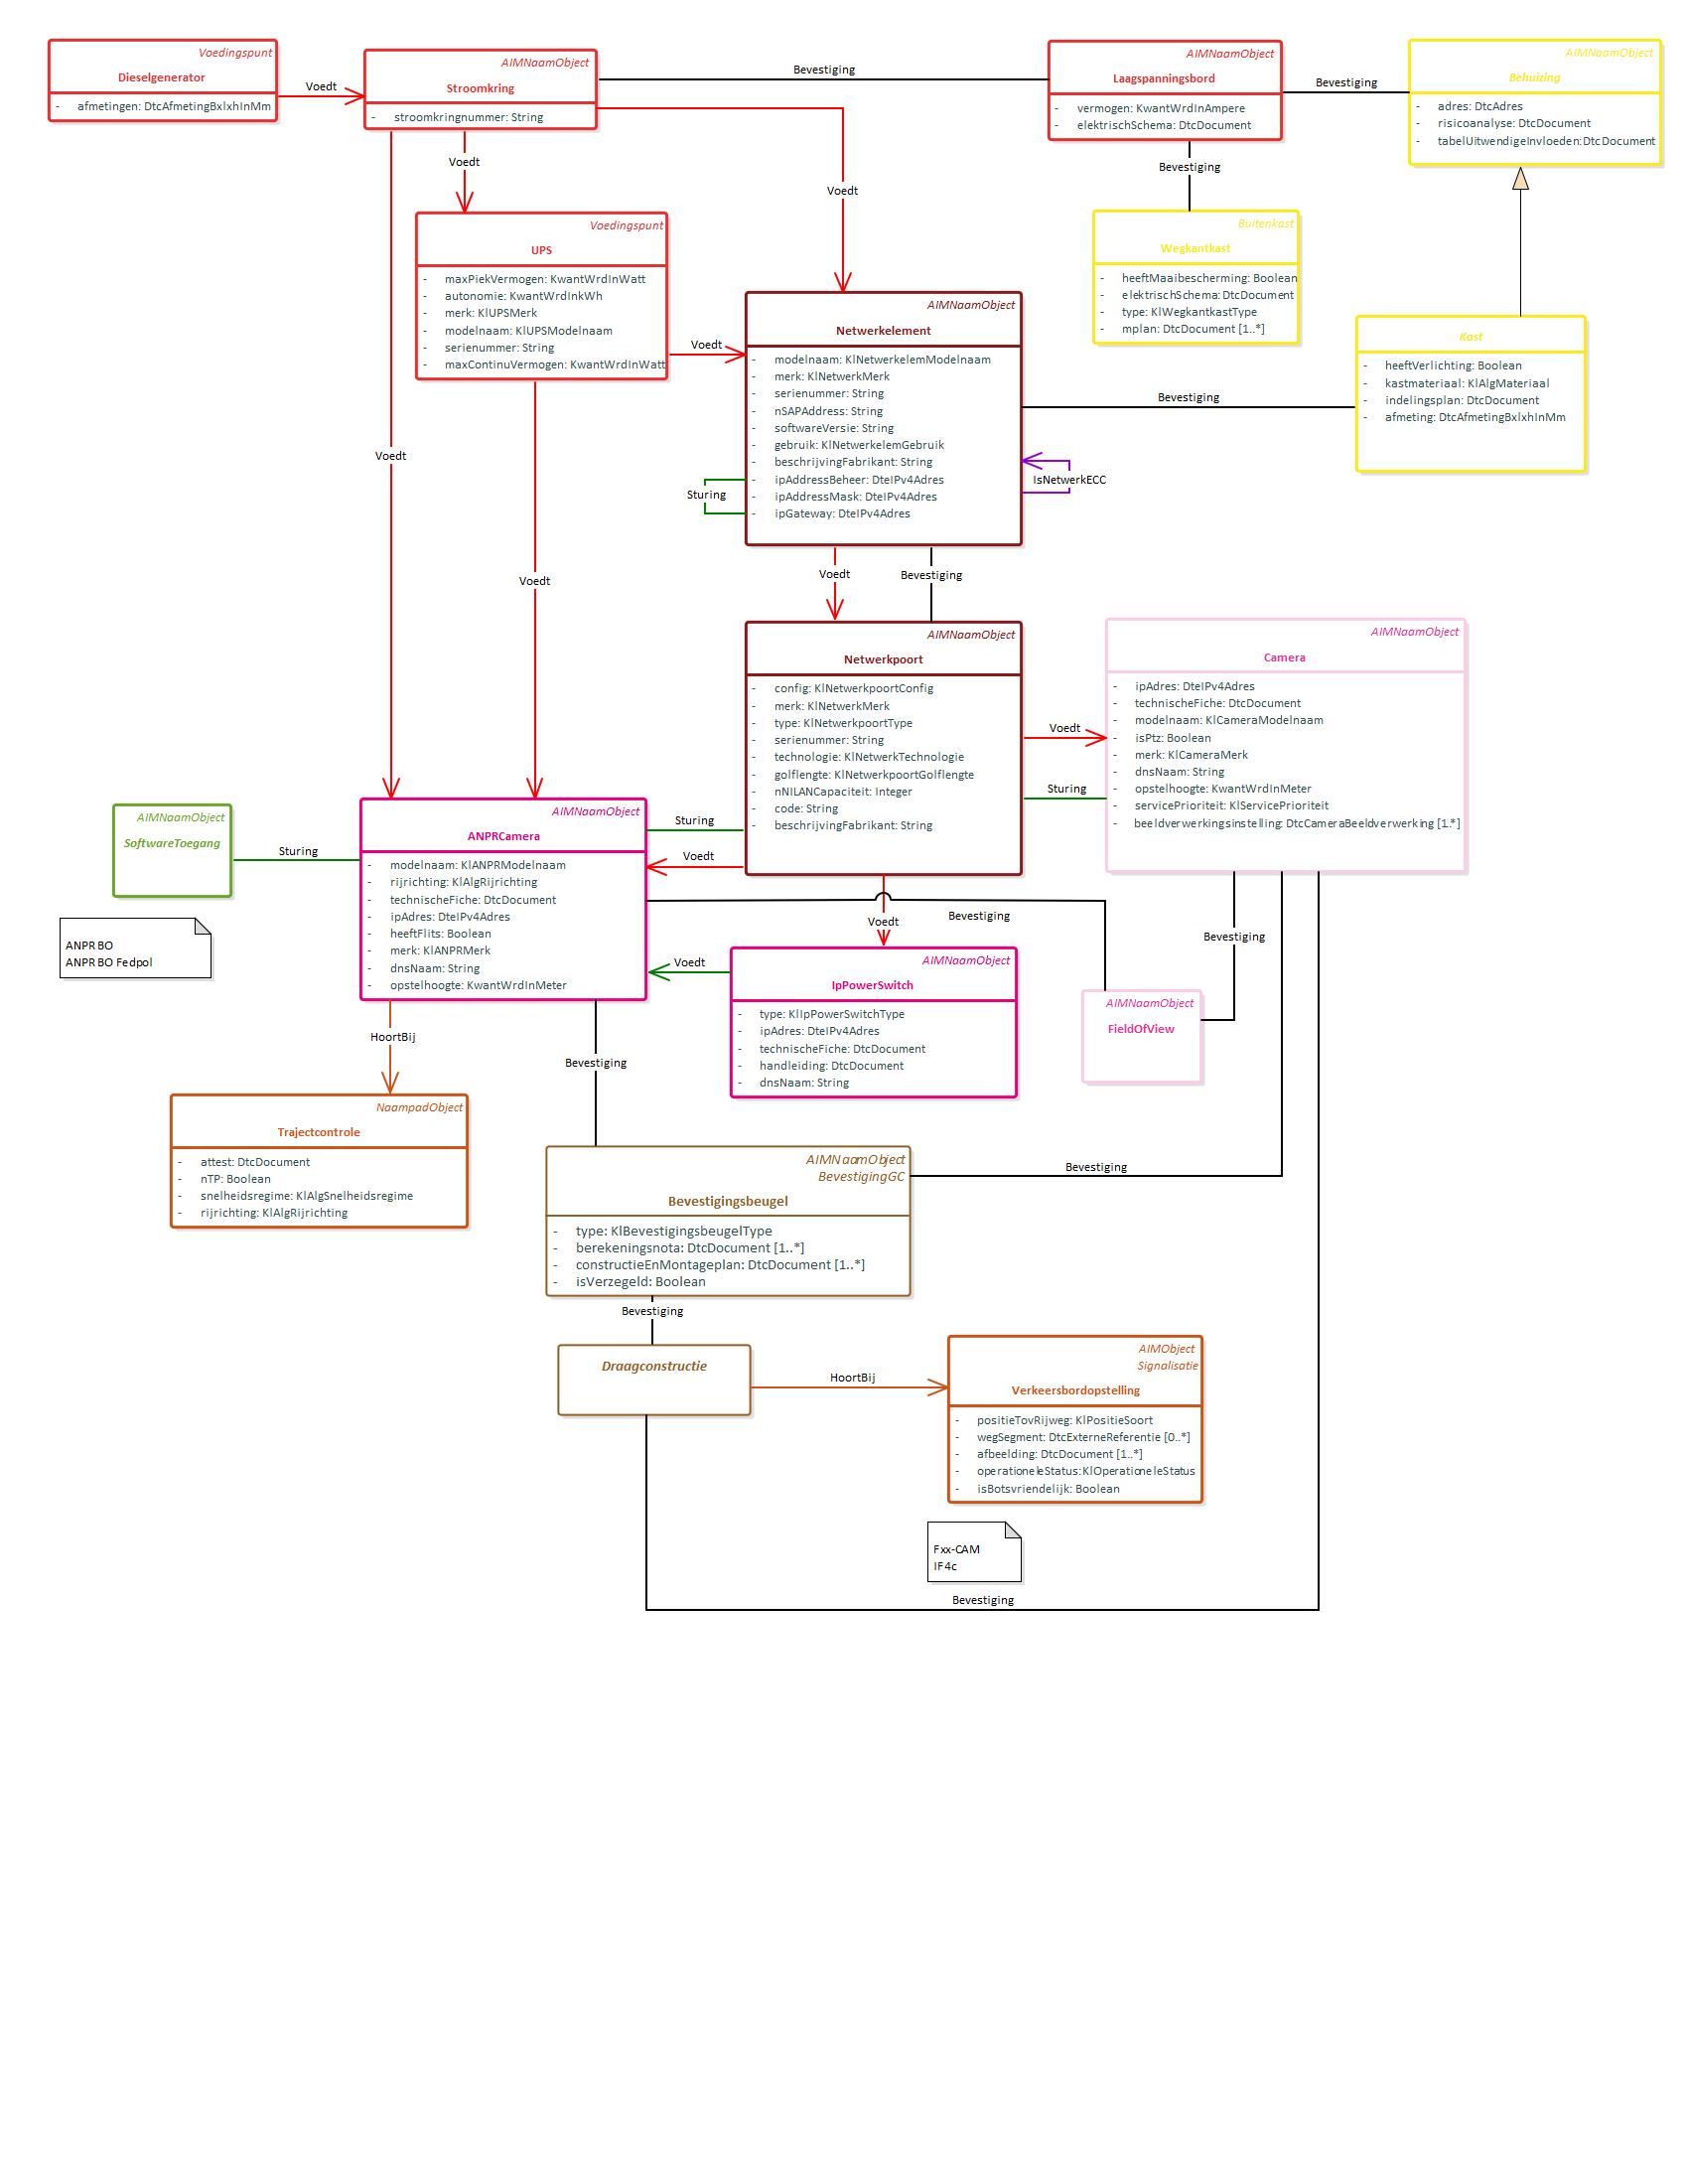 Voedingspunt
Dieselgenerator
- afmetingen: DtcAfmetingBxlxhInMm
Voedt
AIMNaamObject
Stroomkring
- stroomkringnummer: String
Bevestiging
AIMNaamObject
Laagspanningsbord
- vermogen: KwantWrdInAmpere
- elektrischSchema: DtcDocument
Bevestiging
AIMNaamObject
Behuizing
- adres: DtcAdres
- risicoanalyse: DtcDocument
- tabelUitwendigeInvloeden: DtcDocument
Voedt
Voedt
Bevestiging
Voedingspunt
UPS
- maxPiekVermogen: KwantWrdInWatt
- autonomie: KwantWrdInkWh
- merk: KlUPSMerk
- modelnaam: KlUPSModelnaam
- serienummer: String
- maxContinuVermogen: KwantWrdInWatt
Buitenkast
Wegkantkast
- heeftMaaibescherming: Boolean
- elektrischSchema: DtcDocument
- type: KlWegkantkastType
- mplan: DtcDocument [1..*]
Voedt
AIMNaamObject
Netwerkelement
- modelnaam: KlNetwerkelemModelnaam
- merk: KlNetwerkMerk
- serienummer: String
- nSAPAddress: String
- softwareVersie: String
- gebruik: KlNetwerkelemGebruik
- beschrijvingFabrikant: String
- ipAddressBeheer: DteIPv4Adres
- ipAddressMask: DteIPv4Adres
- ipGateway: DteIPv4Adres
Kast
- heeftVerlichting: Boolean
- kastmateriaal: KlAlgMateriaal
- indelingsplan: DtcDocument
- afmeting: DtcAfmetingBxlxhInMm
Bevestiging
Voedt
IsNetwerkECC
Sturing
Voedt
Voedt
Bevestiging
AIMNaamObject
Netwerkpoort
- config: KlNetwerkpoortConfig
- merk: KlNetwerkMerk
- type: KlNetwerkpoortType
- serienummer: String
- technologie: KlNetwerkTechnologie
- golflengte: KlNetwerkpoortGolflengte
- nNILANCapaciteit: Integer
- code: String
- beschrijvingFabrikant: String
Voedt
Sturing
AIMNaamObject
Camera
- ipAdres: DteIPv4Adres
- technischeFiche: DtcDocument
- modelnaam: KlCameraModelnaam
- isPtz: Boolean
- merk: KlCameraMerk
- dnsNaam: String
- opstelhoogte: KwantWrdInMeter
- servicePrioriteit: KlServicePrioriteit
- beeldverwerkingsinstelling: DtcCameraBeeldverwerking [1..*]
AIMNaamObject
SoftwareToegang
Sturing
AIMNaamObject
ANPRCamera
- modelnaam: KlANPRModelnaam
- rijrichting: KlAlgRijrichting
- technischeFiche: DtcDocument
- ipAdres: DteIPv4Adres
- heeftFlits: Boolean
- merk: KlANPRMerk
- dnsNaam: String
- opstelhoogte: KwantWrdInMeter
Sturing
Voedt
ANPR BO
ANPR BO Fedpol
Voedt
Bevestiging
Bevestiging
Voedt
AIMNaamObject
IpPowerSwitch
- type: KlIpPowerSwitchType
- ipAdres: DteIPv4Adres
- technischeFiche: DtcDocument
- handleiding: DtcDocument
- dnsNaam: String
AIMNaamObject
FieldOfView
HoortBij
Bevestiging
NaampadObject
Trajectcontrole
- attest: DtcDocument
- nTP: Boolean
- snelheidsregime: KlAlgSnelheidsregime
- rijrichting: KlAlgRijrichting
AIMNaamObject
BevestigingGC
Bevestigingsbeugel
- type: KlBevestigingsbeugelType
- berekeningsnota: DtcDocument [1..*]
- constructieEnMontageplan: DtcDocument [1..*]
- isVerzegeld: Boolean
Bevestiging
Bevestiging
Draagconstructie
HoortBij
AIMObject
Signalisatie
Verkeersbordopstelling
- positieTovRijweg: KlPositieSoort
- wegSegment: DtcExterneReferentie [0..*]
- afbeelding: DtcDocument [1..*]
- operationeleStatus: KlOperationeleStatus
- isBotsvriendelijk: Boolean
Fxx-CAM
IF4c
Bevestiging